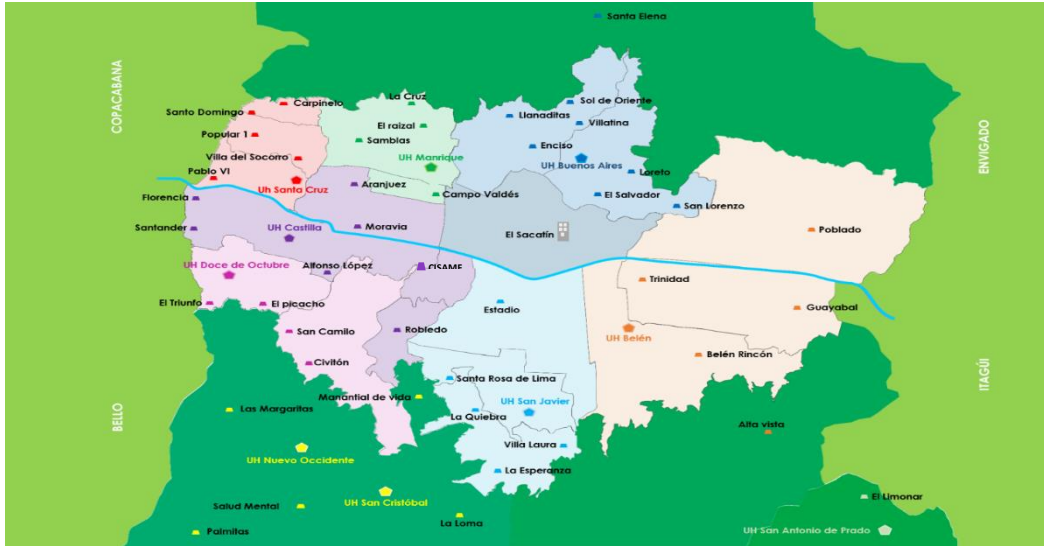 Santa Elena
COPACABANA
ENVIGADO
Carpinelo
La Cruz
Sol de Oriente
Santo Domingo
Llanaditas
Villatina
El raizal
Popular 1
Sambias
Enciso
Villa del Socorro
UH Manrique
UH Buenos Aires
Loreto
Pablo VI
Uh Santa Cruz
Aranjuez
Campo Valdés
El Salvador
San Lorenzo
Florencia
Santander
UH Castilla
Moravia
El Sacatín
Poblado
UH Doce de Octubre
Alfonso López
CISAME
Trinidad
El Triunfo
El picacho
Estadio
Guayabal
San Camilo
Robledo
UH Belén
Civitón
Belén Rincón
ITAGÜI
BELLO
Santa Rosa de Lima
Manantial de vida
Las Margaritas
La Quiebra
UH San Javier
Alta vista
Villa Laura
UH Nuevo Occidente
La Esperanza
UH San Cristóbal
El Limonar
Salud Mental
La Loma
Palmitas
UH San Antonio de Prado